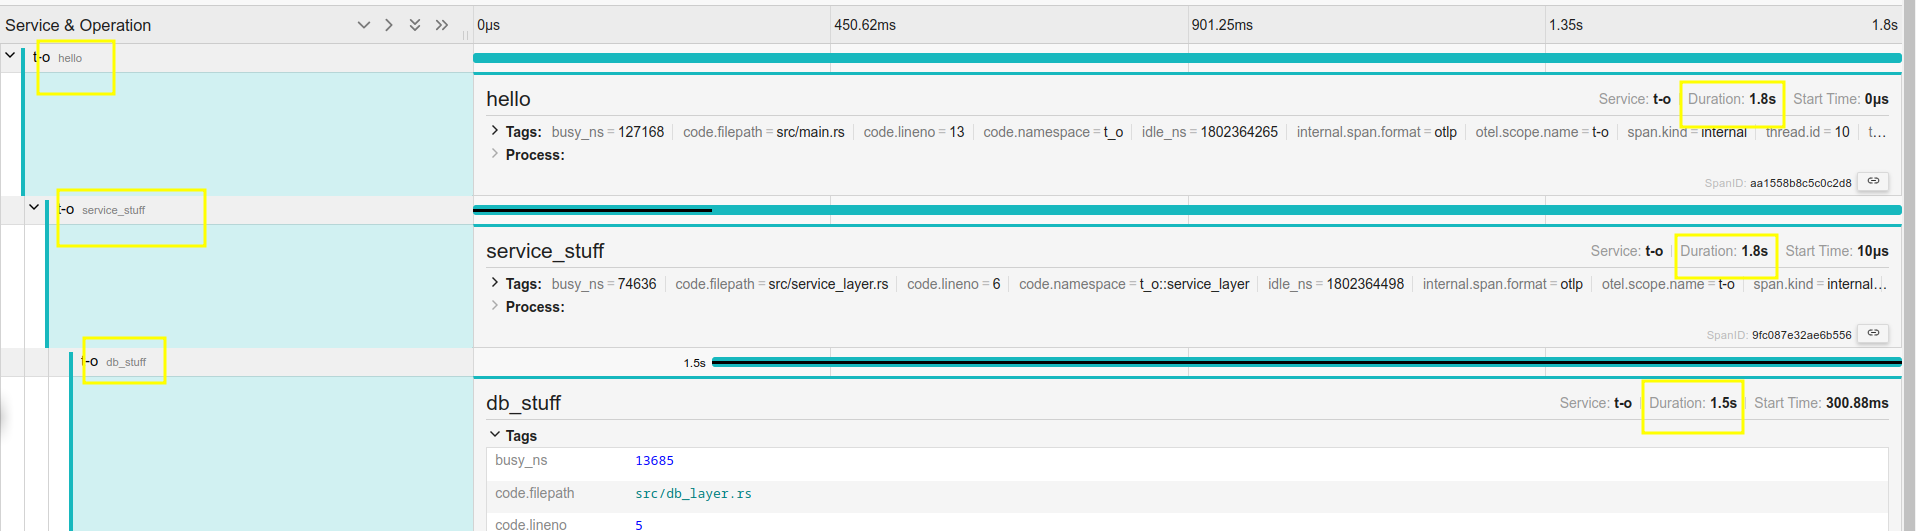 Service & Operation 0μs 450.62ms 901.25ms 1.35s 1.8s
t-o hello
hello Service: t-o Duration: 1.8s Start Time: 0μs
Tags: busy_ns = 127168 code.filepath = src/main.rs code.lineno = 13 code.namespace = t_o idle_ns = 1802364265 internal.span.format = otlp otel.scope.name = t-o span.kind = internal thread.id = 10 t...
Process:
SpanID: aa1558b8c5c0c2d8
t-o service_stuff
service_stuff Service: t-o Duration: 1.8s Start Time: 10μs
Tags: busy_ns = 74636 code.filepath = src/service_layer.rs code.lineno = 6 code.namespace = t_o::service_layer idle_ns = 1802364498 internal.span.format = otlp otel.scope.name = t-o span.kind = internal...
Process:
SpanID: 9fc087e32ae6b556
t-o db_stuff 1.5s
db_stuff Service: t-o Duration: 1.5s Start Time: 300.88ms
Tags
busy_ns 13685
code.filepath src/db_layer.rs
code.lineno 5